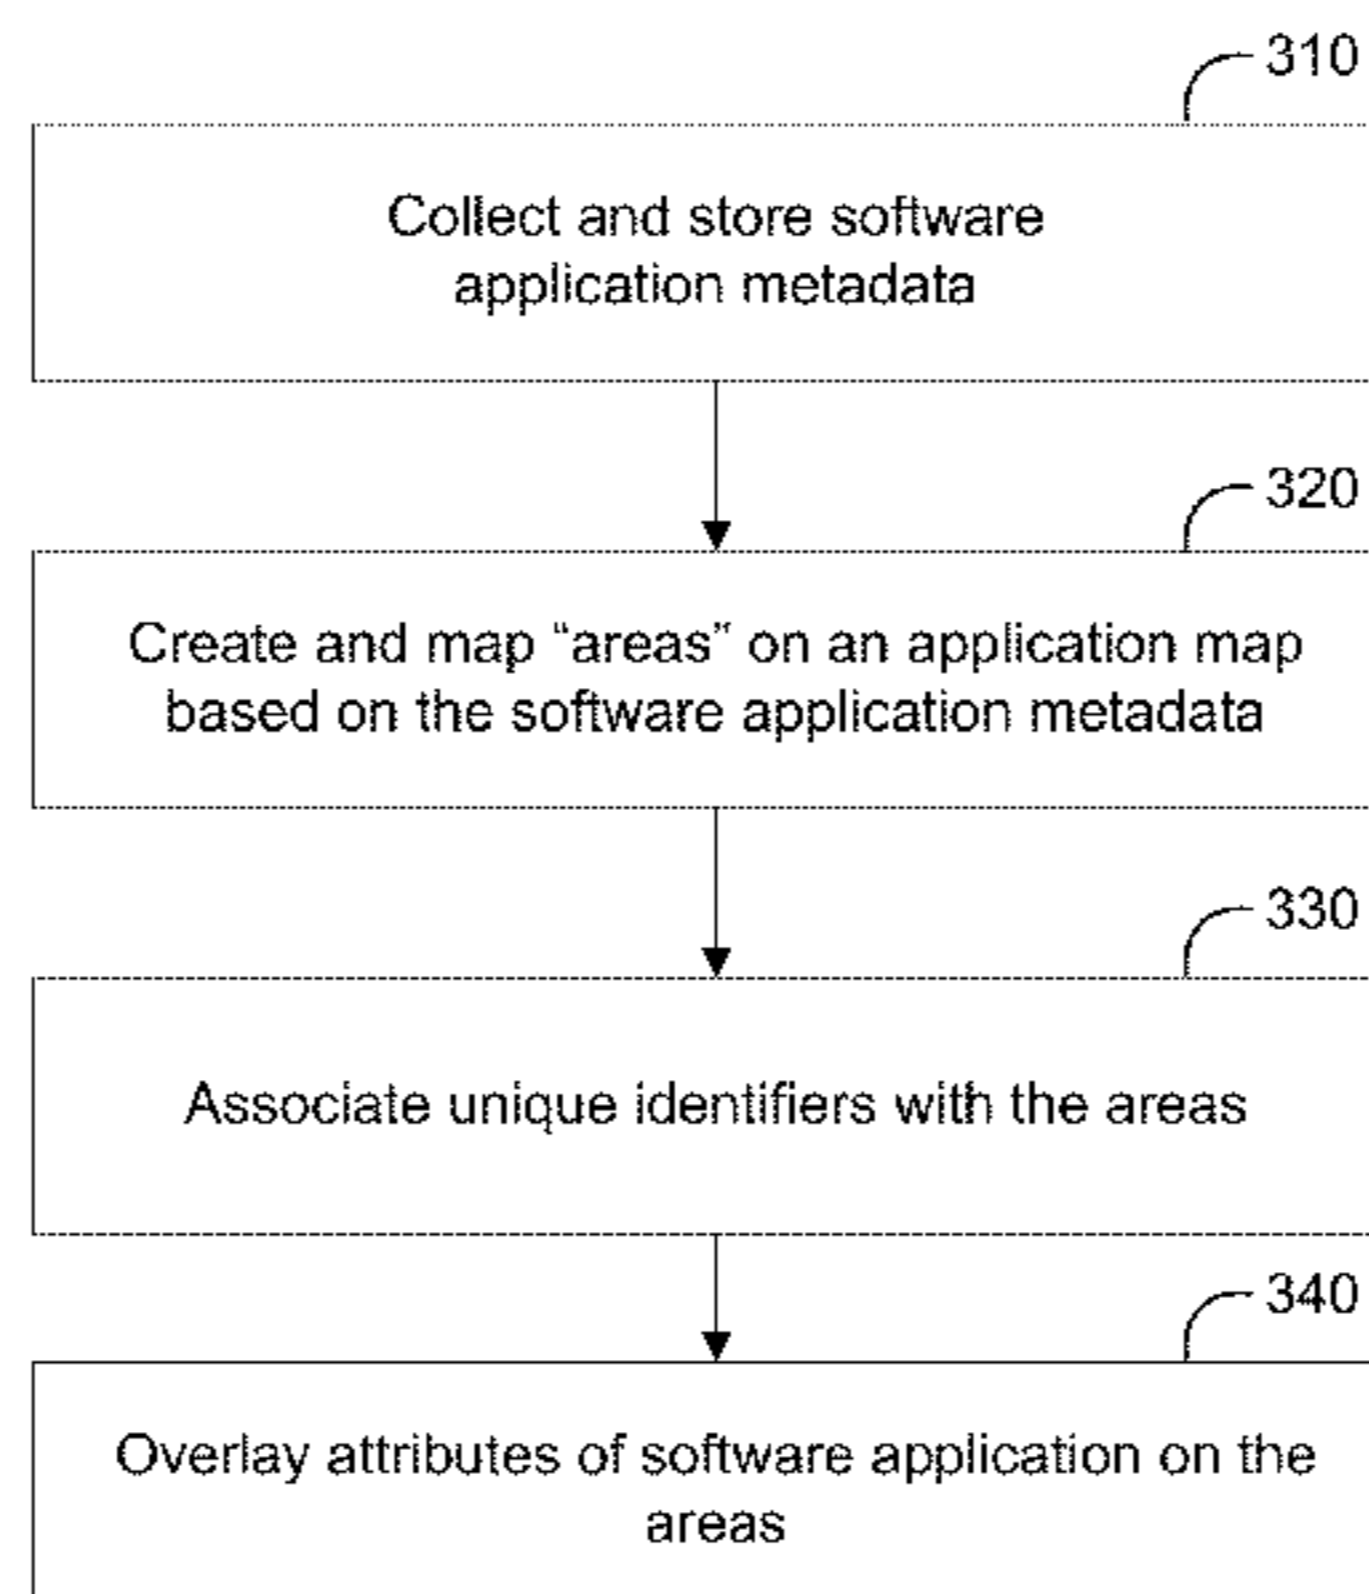 310
Collect and store software
application metadata
320
Create and map “areas” on an application map
based on the software application metadata
330
Associate unique identifiers with the areas
340
Overlay attributes of software application on the
areas